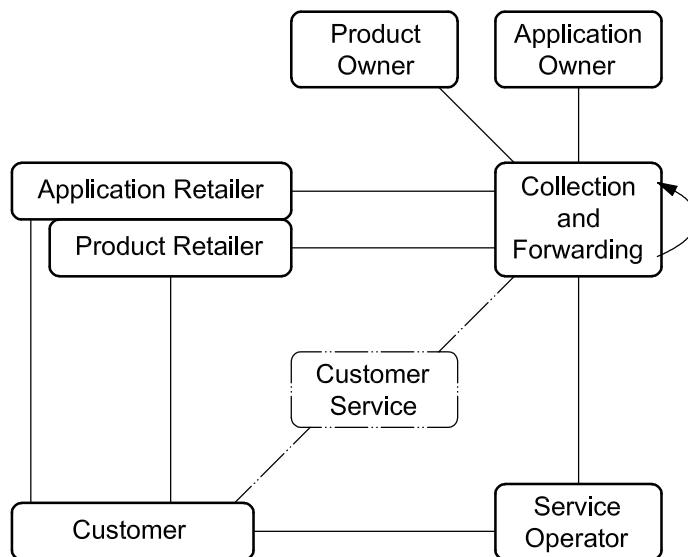 Product
Owner
Application
Owner
Application Retailer
Product Retailer
Collection
and
Forwarding
Customer
Service
Customer
Service
Operator